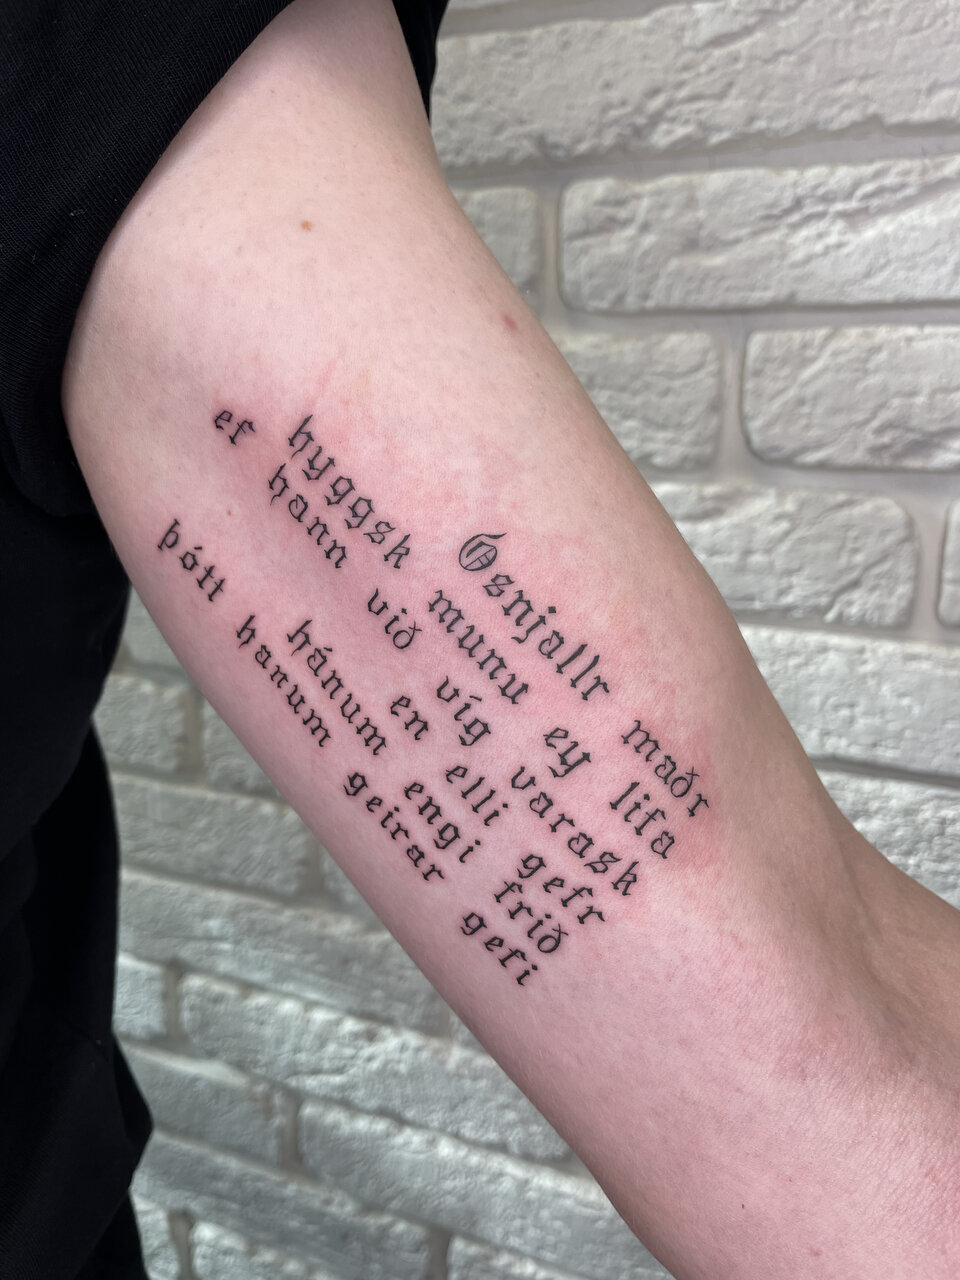 Ósnjallr maðr
hyggsk munu ey lifa
ef hann við víg varask
en elli gefr
hánum engi frið
þótt hanum geirar gefi